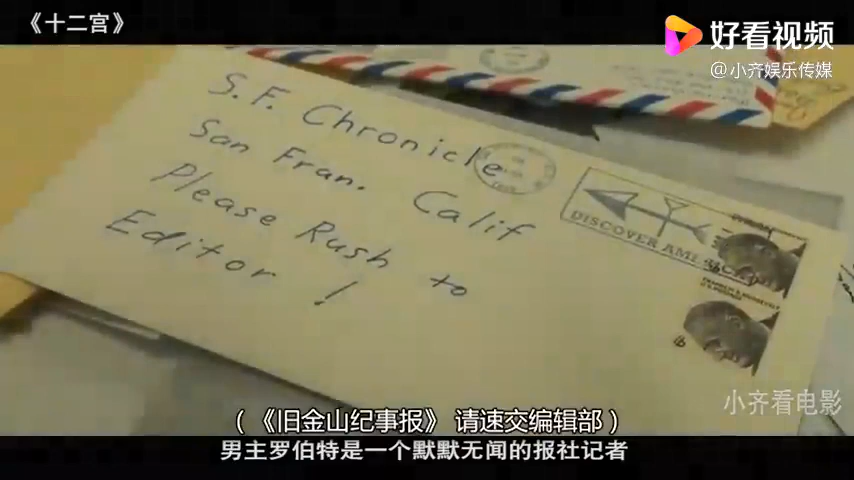 《十二宫》
好看视频
@小齐娱乐传媒
S.F. Chronicle
San Fran. Calif
Please Rush to
Editor !
DISCOVER AMERICA
小齐看电影
(《旧金山纪事报》 请速交编辑部)
男主罗伯特是一个默默无闻的报社记者